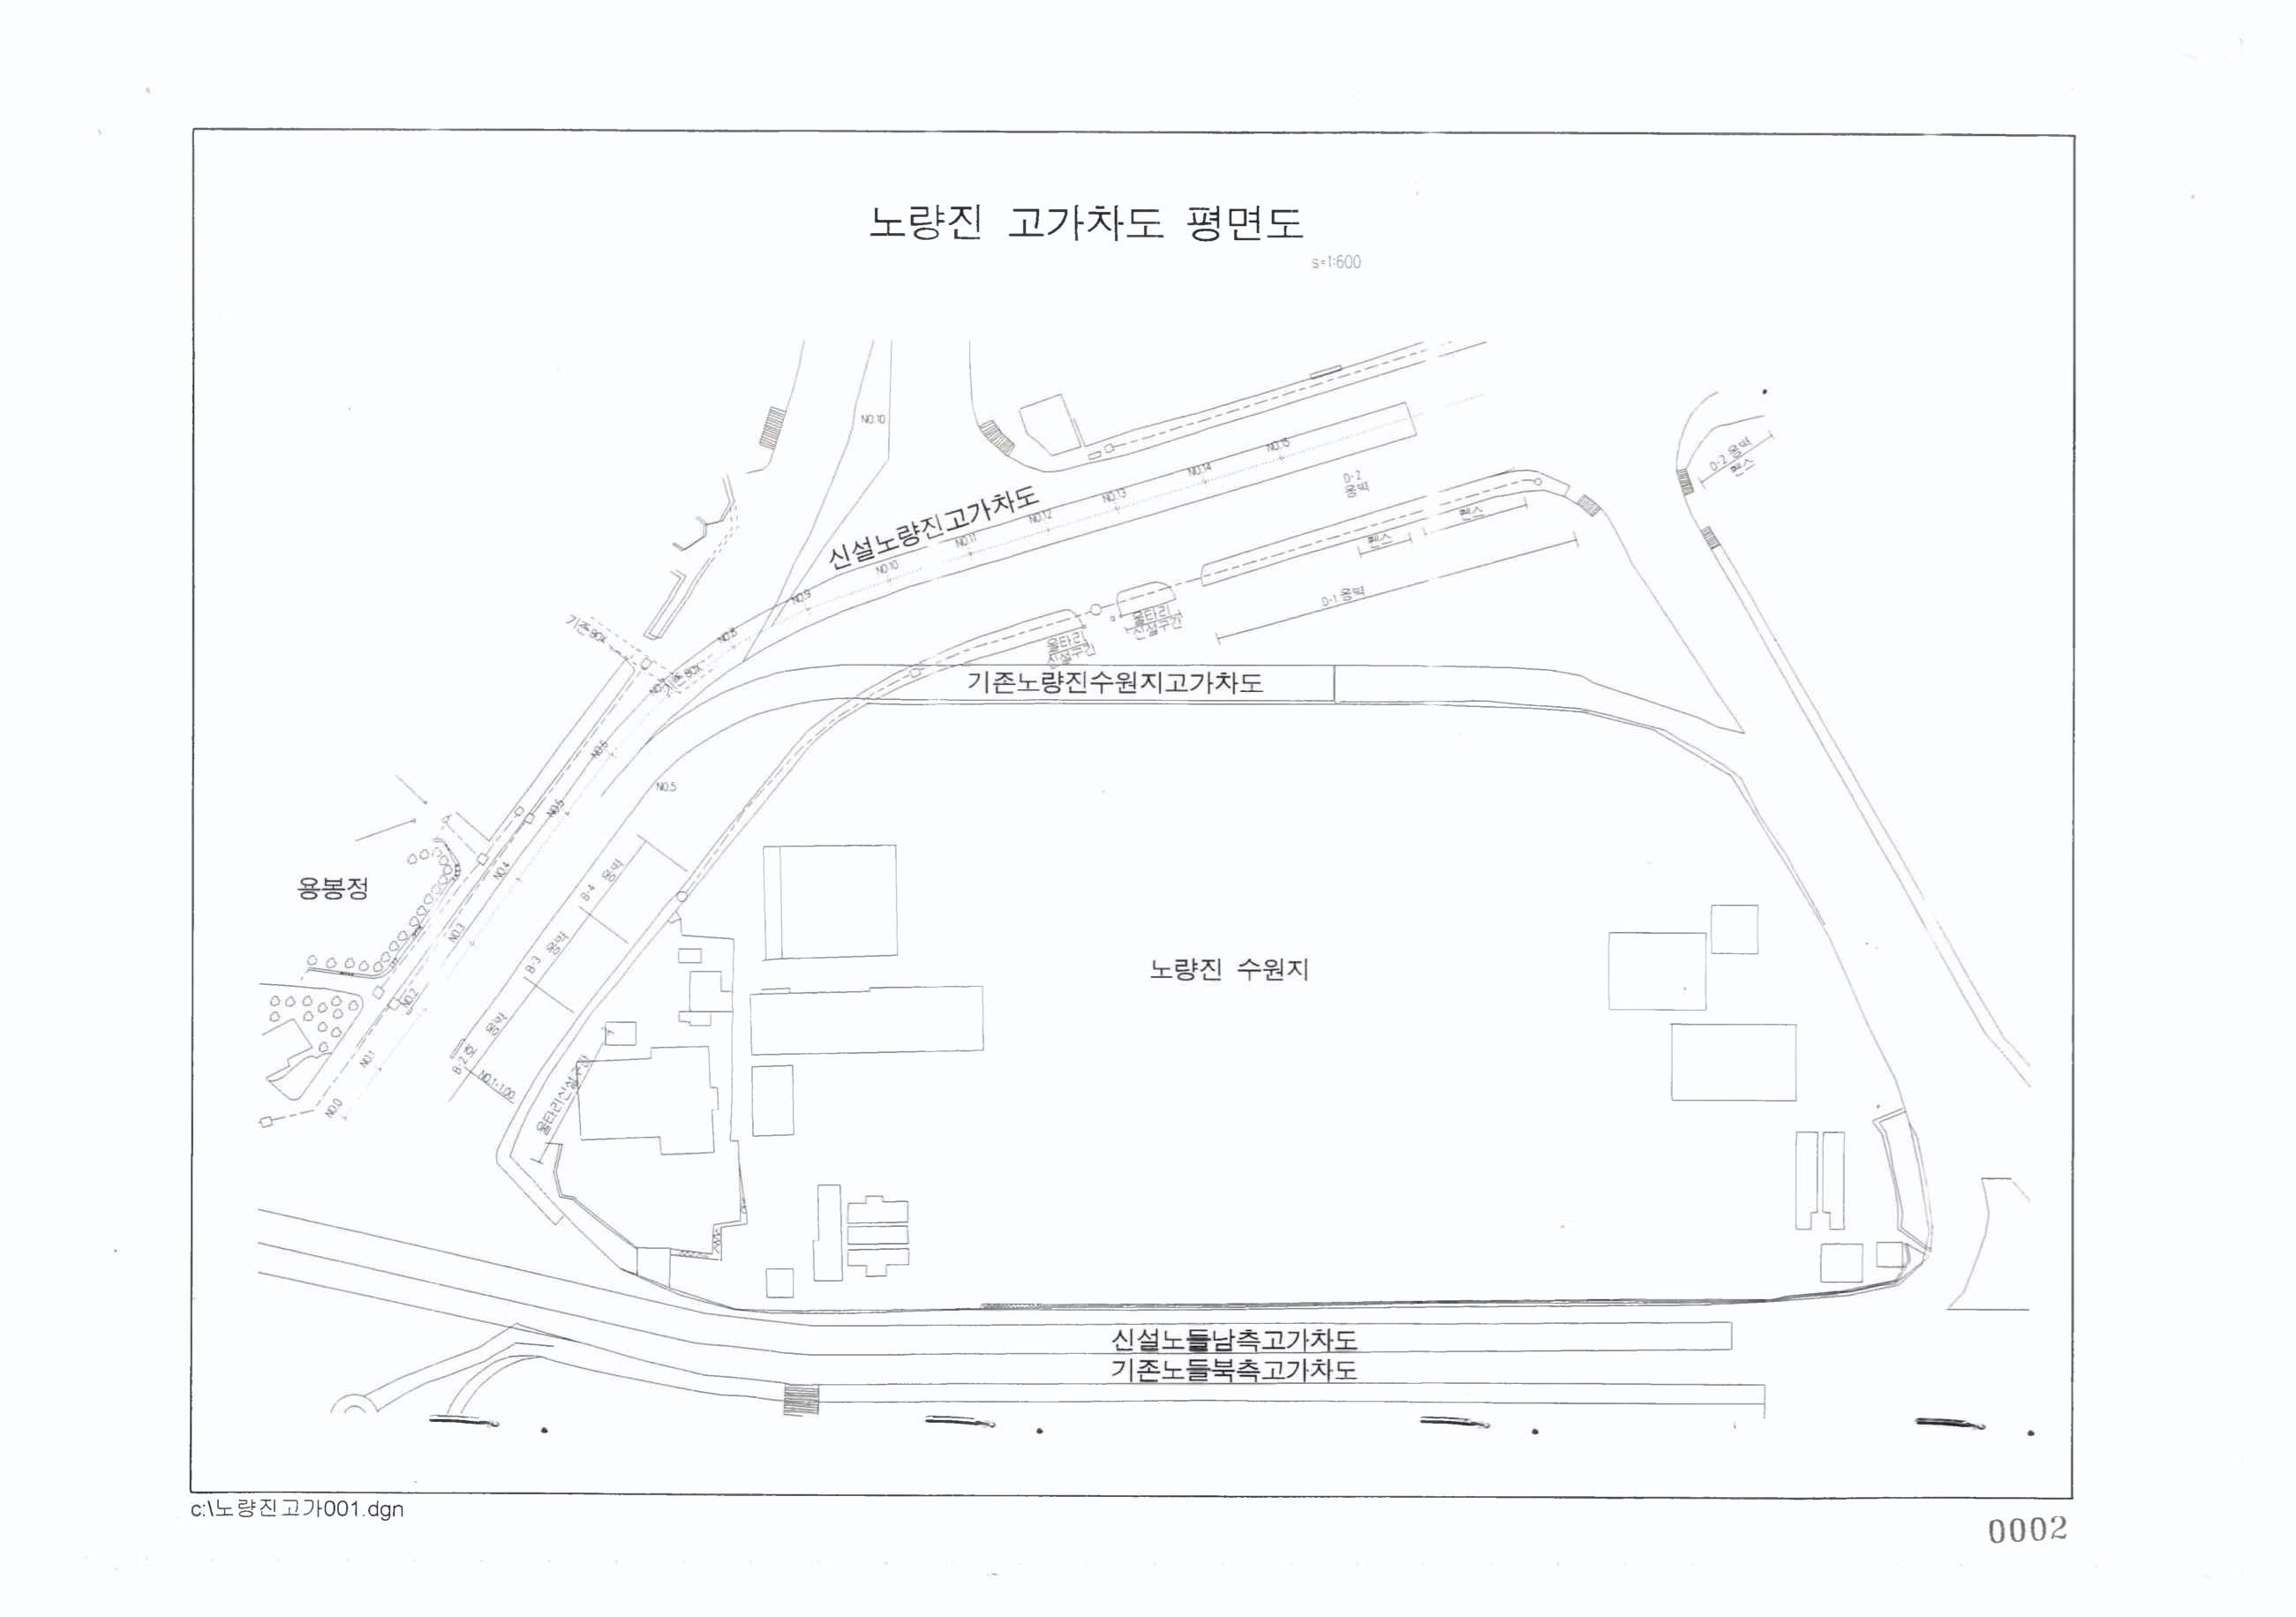 노량진 고가차도 평면도
s=1:600
NO.10
D-2 옹벽
펜스
신설노량진고가차도
NO.15
NO.14
NO.13
NO.12
NO.11
NO.10
NO.9
NO.8
D-2
옹벽
펜스
펜스
D-1 옹벽
울타리
신설구간
울타리
신설구간
기존 BOX
기존 BOX
기존노량진수원지고가차도
NO.6
NO.5
NO.5
NO.4
NO.3
NO.2
NO.1
NO.0
용봉정
B-4 옹벽
B-3 옹벽
B-2 옹벽
NO.1-1.00
울타리신설구간
노량진 수원지
신설노들남측고가차도
기존노들북측고가차도
c:\노량진고가001.dgn
0002